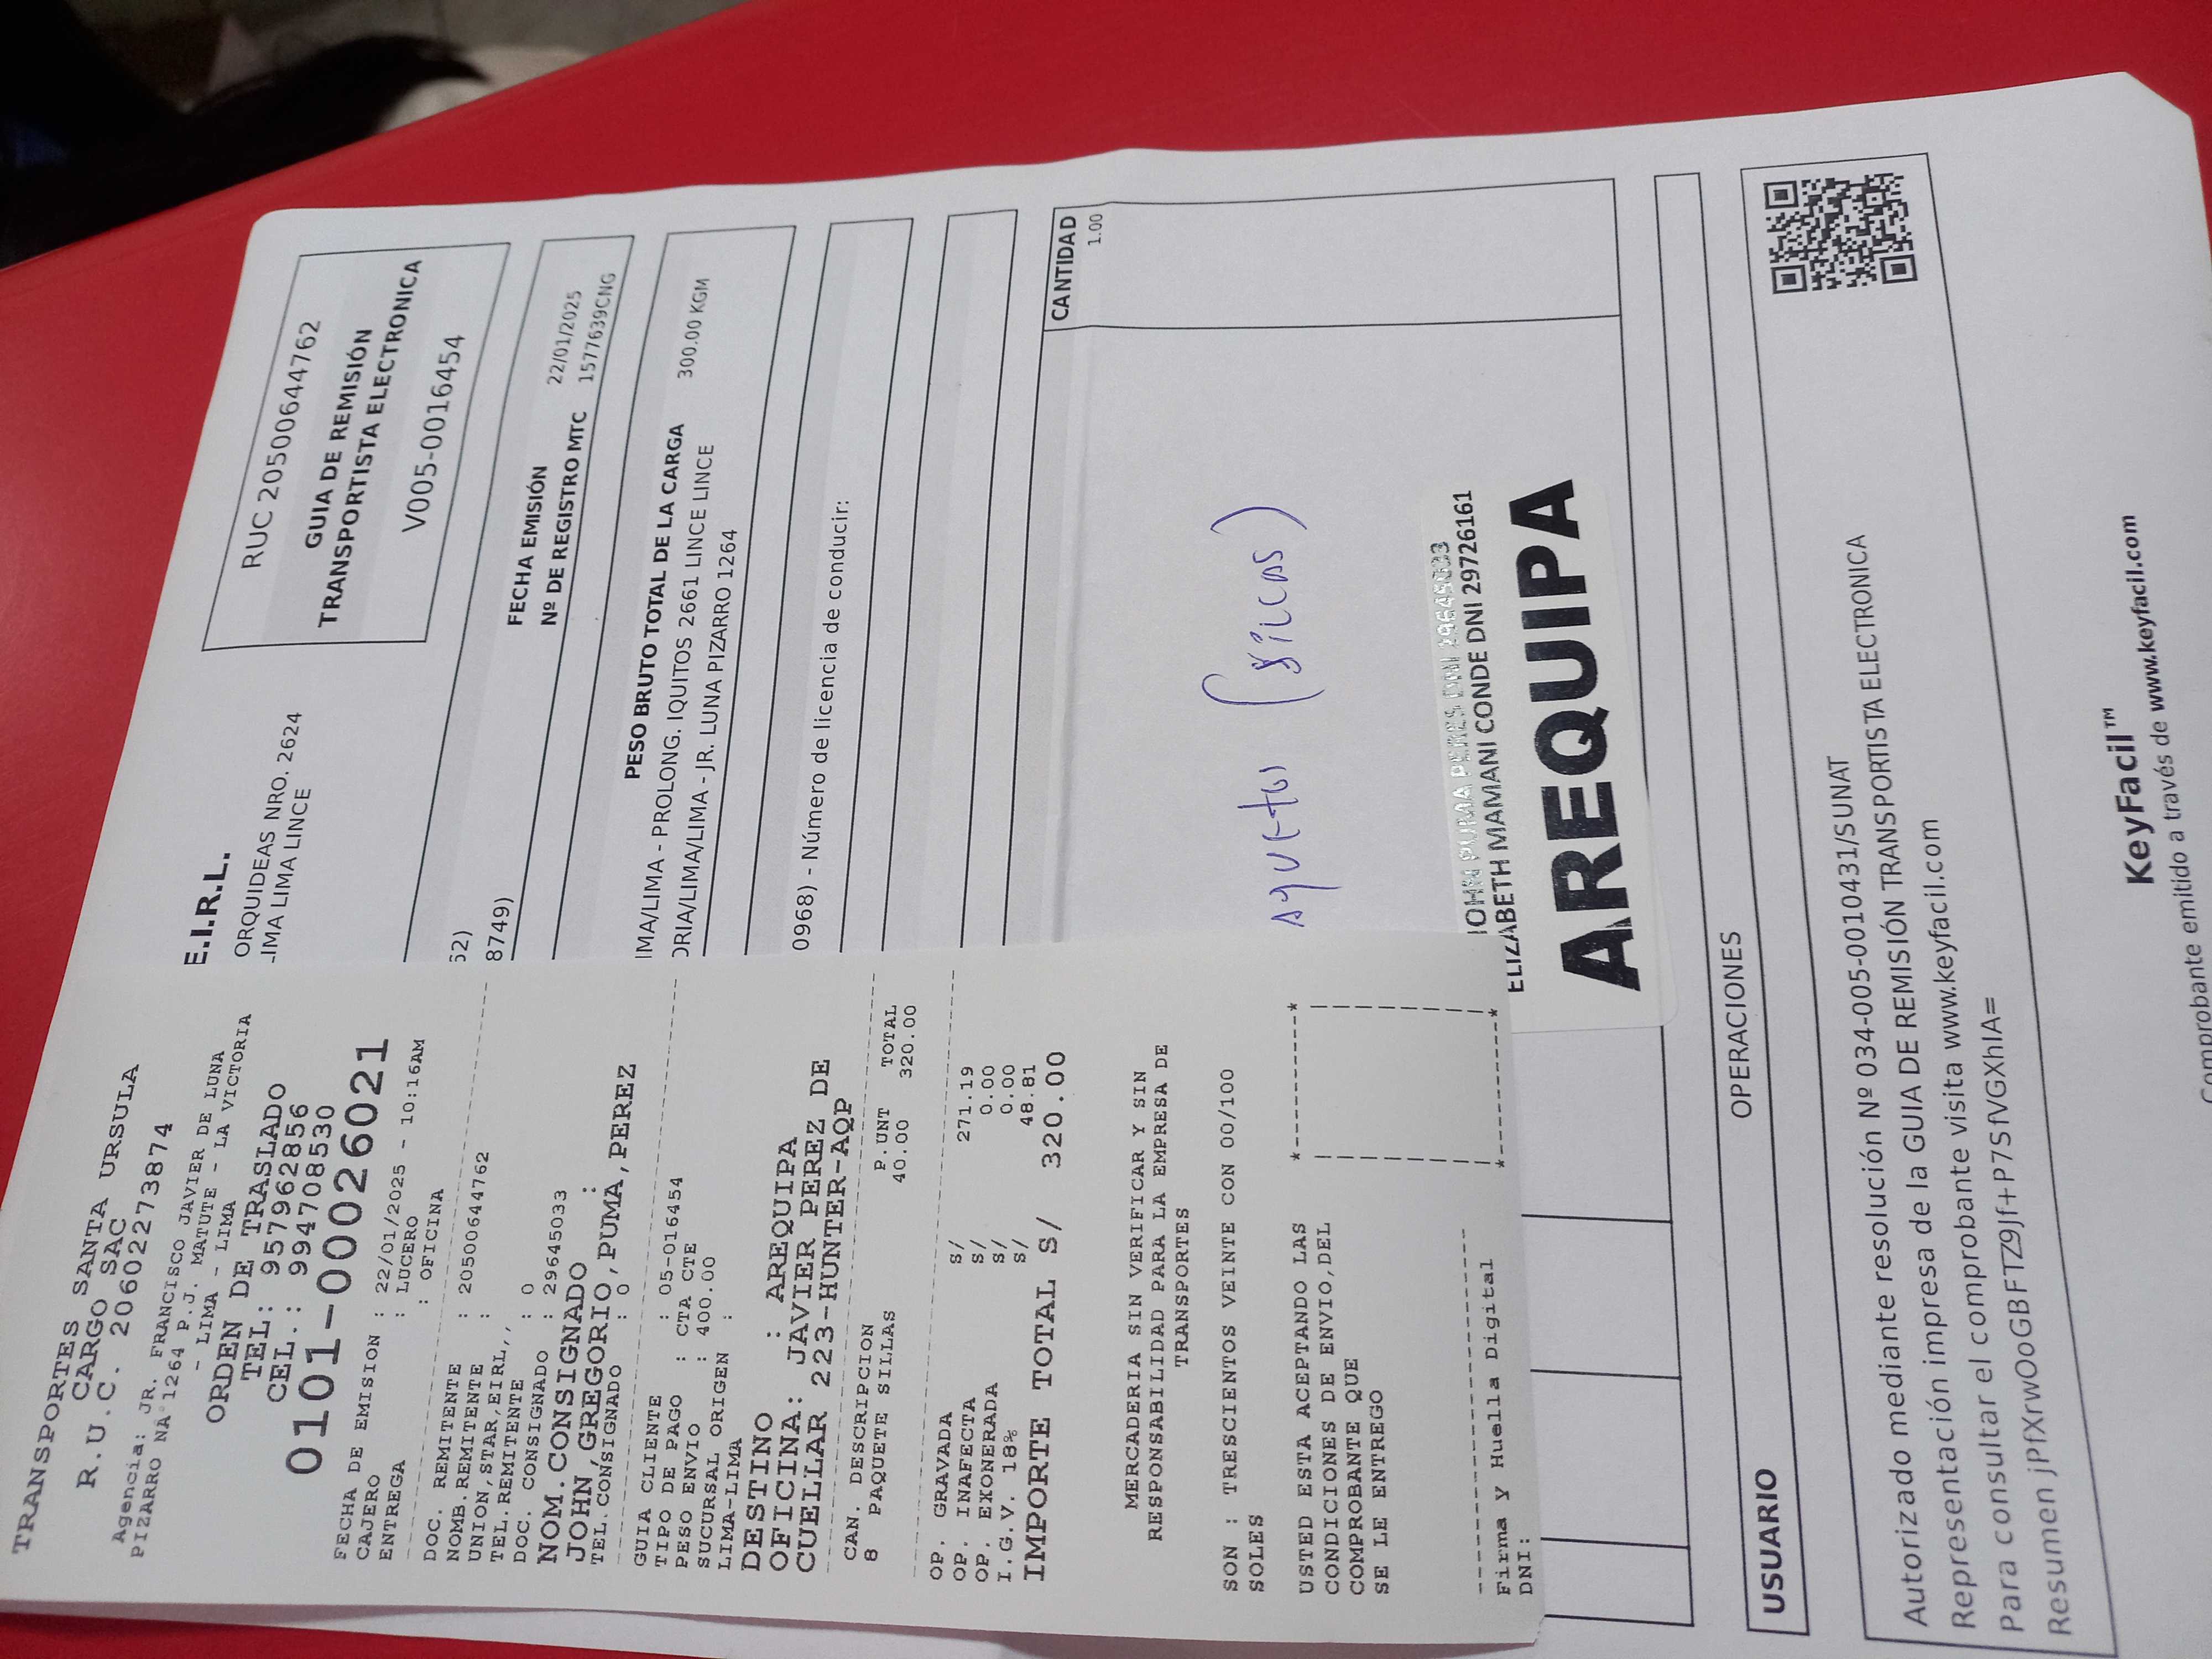 TRANSPORTES SANTA URSULA
CARGO SAC
R.U.C. 20602273874
Agencia: JR. FRANCISCO JAVIER DE LUNA
PIZARRO NA°1264 P.J. MATUTE - LIMA - LIMA
- LIMA - LIMA - LA VICTORIA
ORDEN DE TRASLADO
TEL: 957962856
CEL.: 994708530
0101-00026021
FECHA DE EMISION : 22/01/2025 - 10:16AM
CAJERO : LUCERO
ENTREGA : OFICINA
DOC. REMITENTE : 20500644762
NOMB.REMITENTE :
UNION,STAR,EIRL,,
TEL.REMITENTE : 0
DOC. CONSIGNADO : 29645033
NOM.CONSIGNADO :
JOHN,GREGORIO,PUMA,PEREZ
TEL.CONSIGNADO : 0
GUIA CLIENTE : 05-016454
TIPO DE PAGO : CTA CTE
PESO ENVIO : 400.00
SUCURSAL ORIGEN :
LIMA-LIMA
DESTINO : AREQUIPA
OFICINA: JAVIER PEREZ DE
CUELLAR 223-HUNTER-AQP
CAN. DESCRIPCION P.UNT TOTAL
8 PAQUETE SILLAS 40.00 320.00
OP. GRAVADA S/ 271.19
OP. INAFECTA S/ 0.00
OP. EXONERADA S/ 0.00
I.G.V. 18% S/ 48.81
IMPORTE TOTAL S/ 320.00
MERCADERIA SIN VERIFICAR Y SIN
RESPONSABILIDAD PARA LA EMPRESA DE
TRANSPORTES
SON : TRESCIENTOS VEINTE CON 00/100
SOLES
USTED ESTA ACEPTANDO LAS
CONDICIONES DE ENVIO,DEL
COMPROBANTE QUE
SE LE ENTREGO
Firma y Huella Digital
DNI:
E.I.R.L.
ORQUIDEAS NRO. 2624
LIMA LIMA LINCE
RUC 20500644762
GUIA DE REMISIÓN
TRANSPORTISTA ELECTRONICA
V005-0016454
62)
8749)
FECHA EMISIÓN 22/01/2025
Nº DE REGISTRO MTC 1577639CNG
PESO BRUTO TOTAL DE LA CARGA 300.00 KGM
IMA/LIMA - PROLONG. IQUITOS 2661 LINCE LINCE
ORIA/LIMA/LIMA - JR. LUNA PIZARRO 1264
0968) - Número de licencia de conducir:
CANTIDAD
1.00
JOHN PUMA PERES DNI 29645033
ELIZABETH MAMANI CONDE DNI 29726161
AREQUIPA
OPERACIONES
USUARIO
Autorizado mediante resolución Nº 034-005-0010431/SUNAT
Representación impresa de la GUIA DE REMISIÓN TRANSPORTISTA ELECTRONICA
Para consultar el comprobante visita www.keyfacil.com
Resumen jPfXrwOoGBFTZ9Jf+P7SfVGXhIA=
KeyFacil™
Comprobante emitido a través de www.keyfacil.com